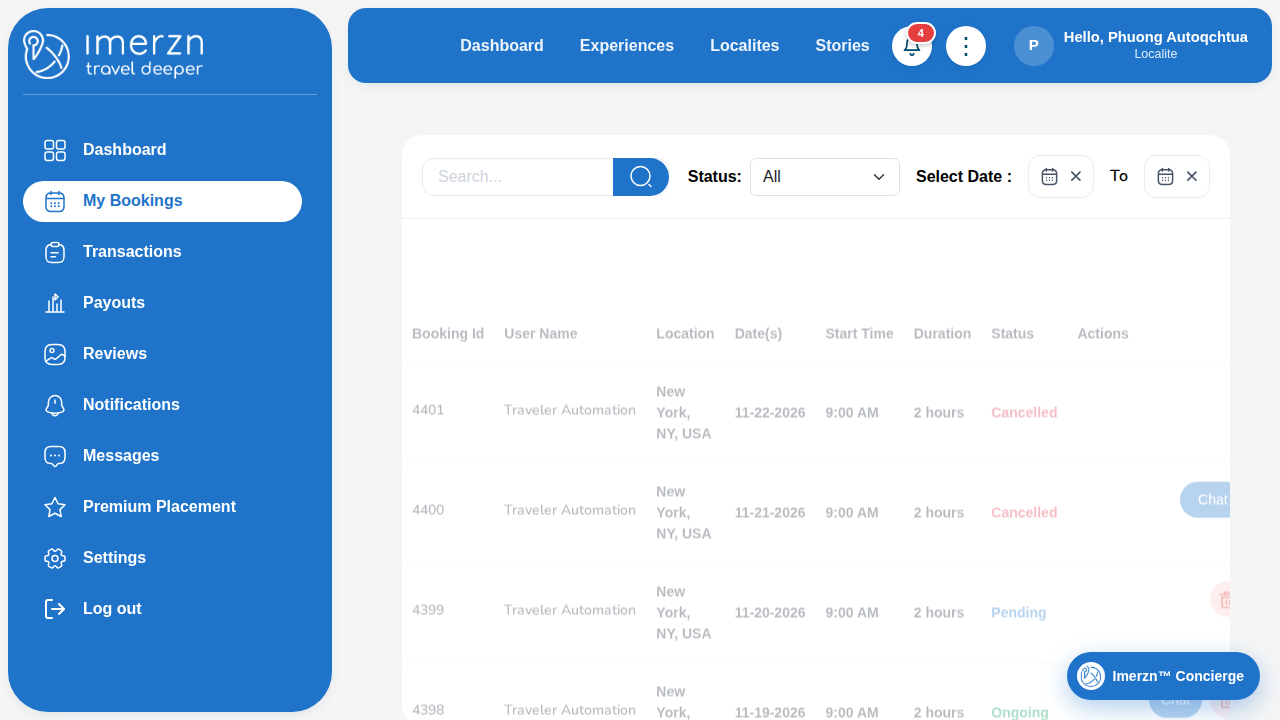 imerzn
travel deeper
Dashboard
My Bookings
Transactions
Payouts
Reviews
Notifications
Messages
Premium Placement
Settings
Log out
Dashboard Experiences Localites Stories 4 P Hello, Phuong Autoqchtua
Localite
Search... Status: All Select Date : To
Booking Id User Name Location Date(s) Start Time Duration Status Actions
4401 Traveler Automation New York, NY, USA 11-22-2026 9:00 AM 2 hours Cancelled
4400 Traveler Automation New York, NY, USA 11-21-2026 9:00 AM 2 hours Cancelled Chat
4399 Traveler Automation New York, NY, USA 11-20-2026 9:00 AM 2 hours Pending
4398 Traveler Automation New York, 11-19-2026 9:00 AM 2 hours Ongoing Chat
Imerzn™ Concierge